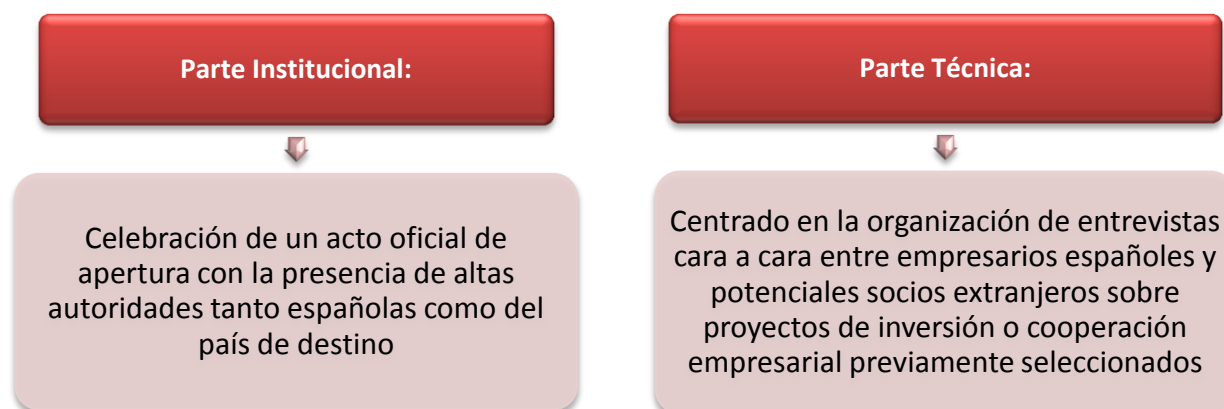 Parte Institucional:
Celebración de un acto oficial de
apertura con la presencia de altas
autoridades tanto españolas como del
país de destino
Parte Técnica:
Centrado en la organización de entrevistas
cara a cara entre empresarios españoles y
potenciales socios extranjeros sobre
proyectos de inversión o cooperación
empresarial previamente seleccionados